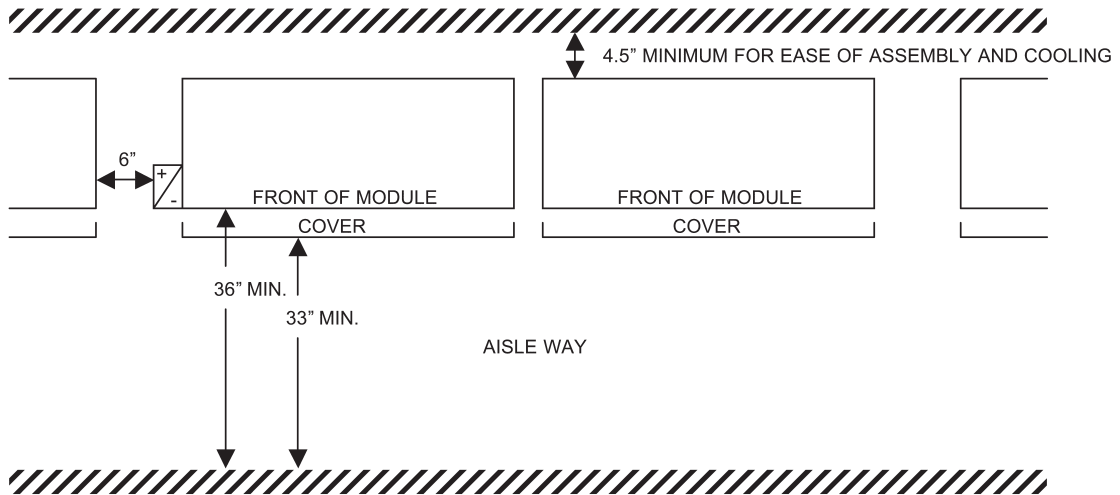 4.5” MINIMUM FOR EASE OF ASSEMBLY AND COOLING
6”
+
-
FRONT OF MODULE
FRONT OF MODULE
COVER
COVER
36” MIN.
33” MIN.
AISLE WAY